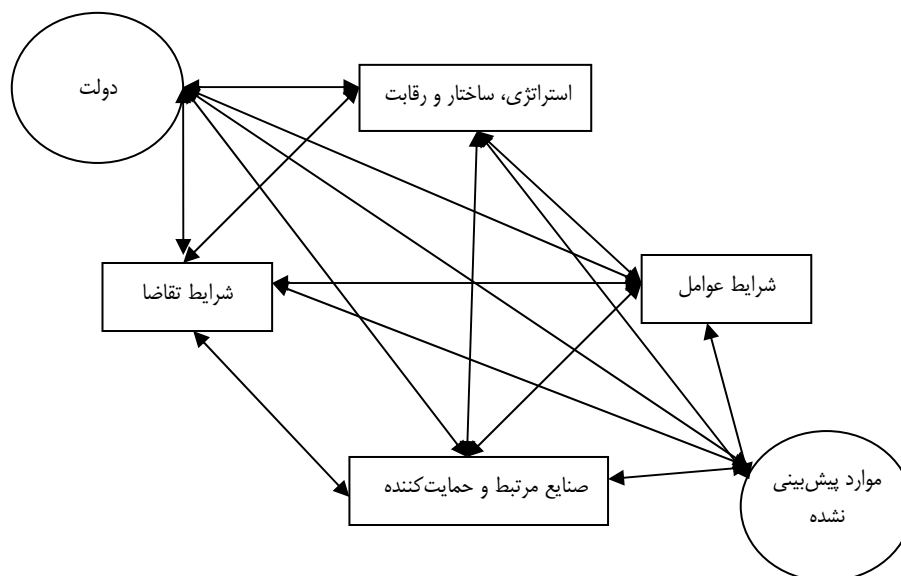 دولت
استراتژی، ساختار و رقابت
شرایط تقاضا
شرایط عوامل
صنایع مرتبط و حمایت‌کننده
موارد پیش‌بینی
نشده